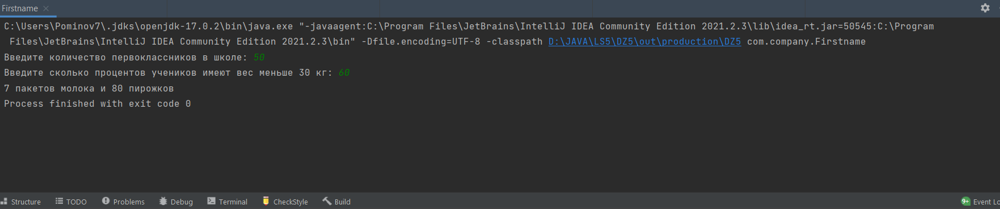 Firstname
C:\Users\Pominov7\.jdks\openjdk-17.0.2\bin\java.exe "-javaagent:C:\Program Files\JetBrains\IntelliJ IDEA Community Edition 2021.2.3\lib\idea_rt.jar=50545:C:\Program
Files\JetBrains\IntelliJ IDEA Community Edition 2021.2.3\bin" -Dfile.encoding=UTF-8 -classpath D:\JAVA\LS5\DZ5\out\production\DZ5 com.company.Firstname
Введите количество первоклассников в школе: 50
Введите сколько процентов учеников имеют вес меньше 30 кг: 60
7 пакетов молока и 80 пирожков
Process finished with exit code 0
Structure TODO Problems Debug Terminal CheckStyle Build 9+ Event Lo